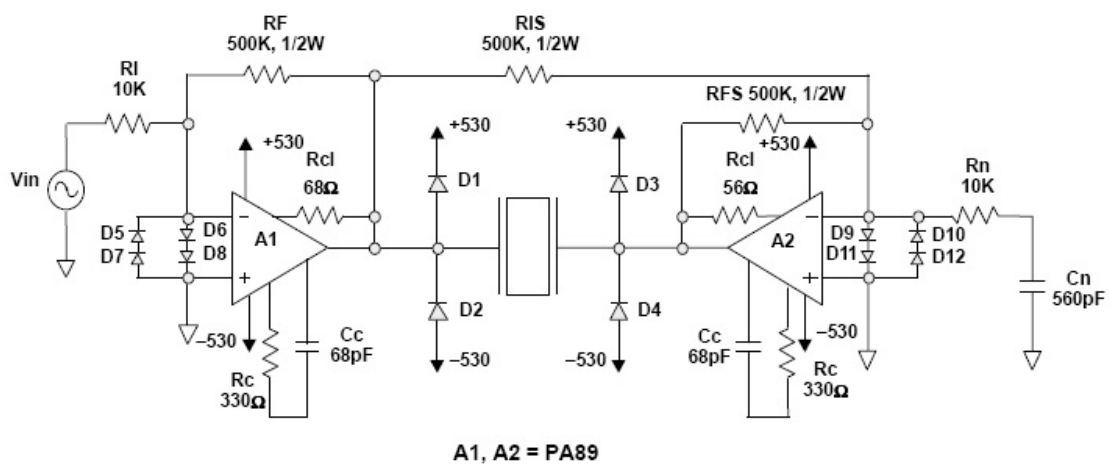 RF
500K, 1/2W
RIS
500K, 1/2W
RI
10K
RFS 500K, 1/2W
+530
+530
+530
+530
Rcl
68Ω
Rcl
56Ω
Rn
10K
Vin
D1
D3
D5
D7
D6
D8
−
A1
+
A2
−
+
D9
D11
D10
D12
Cn
560pF
D2
D4
–530
–530
–530
–530
Cc
68pF
Rc
330Ω
Cc
68pF
Rc
330Ω
A1, A2 = PA89